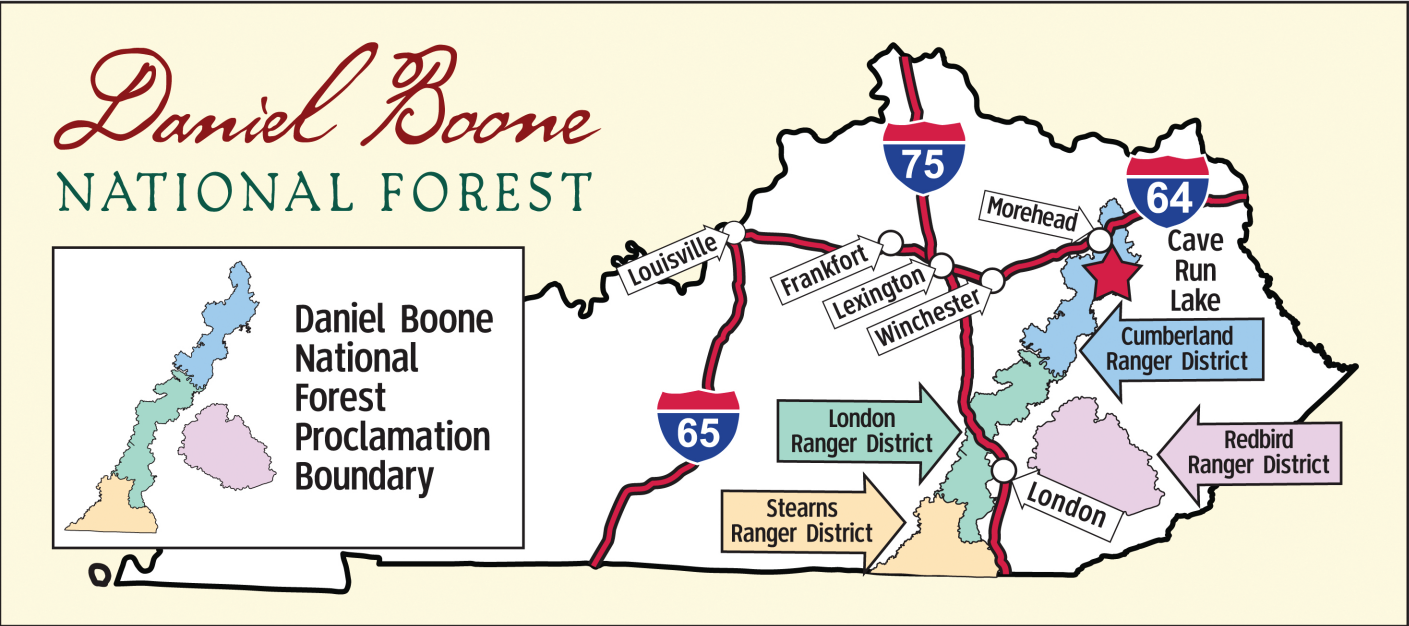 Daniel Boone
NATIONAL FOREST
Daniel Boone
National
Forest
Proclamation
Boundary
75
64
65
Louisville
Frankfort
Lexington
Winchester
Morehead
Cave
Run
Lake
Cumberland
Ranger District
London
Ranger District
Redbird
Ranger District
Stearns
Ranger District
London